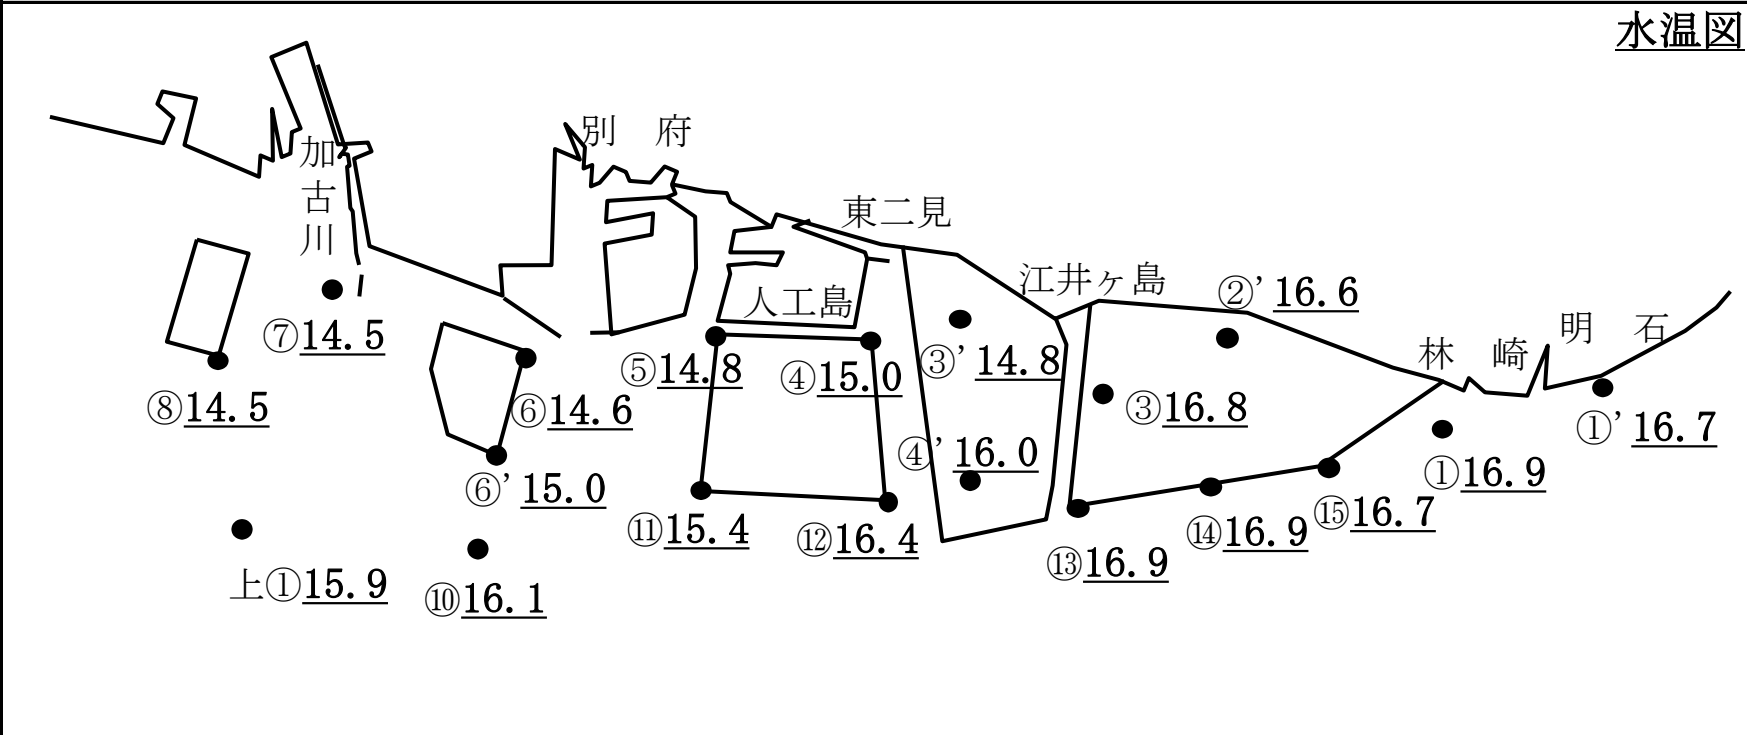 水温図
別 府
加古川
東二見
江井ヶ島
②' 16.6
人工島
明 石
林 崎
⑦14.5
⑤14.8
④15.0
③' 14.8
⑧14.5
⑥14.6
③16.8
①' 16.7
④' 16.0
①16.9
⑥' 15.0
⑪15.4
⑫16.4
⑬16.9
⑭16.9
⑮16.7
上①15.9
⑩16.1